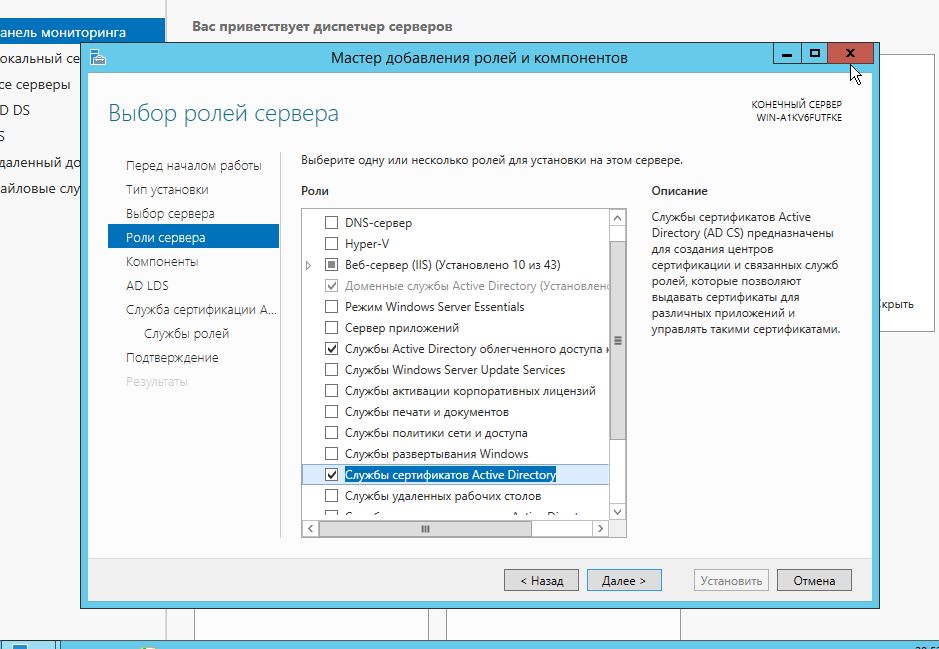 Вас приветствует диспетчер серверов
анель мониторинга
окальный се
се серверы
D DS
S
даленный до
айловые слу
Мастер добавления ролей и компонентов
Выбор ролей сервера
КОНЕЧНЫЙ СЕРВЕР
WIN-A1KV6FUTFKE
Перед началом работы
Тип установки
Выбор сервера
Роли сервера
Компоненты
AD LDS
Служба сертификации A...
Службы ролей
Подтверждение
Результаты
Выберите одну или несколько ролей для установки на этом сервере.
Роли
DNS-сервер
Hyper-V
Веб-сервер (IIS) (Установлено 10 из 43)
Доменные службы Active Directory (Установлено
Режим Windows Server Essentials
Сервер приложений
Службы Active Directory облегченного доступа к
Службы Windows Server Update Services
Службы активации корпоративных лицензий
Службы печати и документов
Службы политики сети и доступа
Службы развертывания Windows
Службы сертификатов Active Directory
Службы удаленных рабочих столов
Описание
Службы сертификатов Active
Directory (AD CS) предназначены
для создания центров
сертификации и связанных служб
ролей, которые позволяют
выдавать сертификаты для
различных приложений и
управлять такими сертификатами.
крыть
< Назад
Далее >
Установить
Отмена